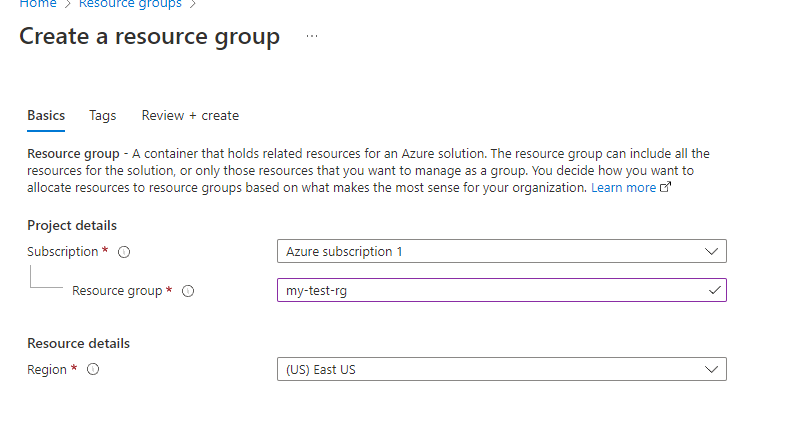 Home > Resource groups >
Create a resource group ...
Basics Tags Review + create
Resource group - A container that holds related resources for an Azure solution. The resource group can include all the
resources for the solution, or only those resources that you want to manage as a group. You decide how you want to
allocate resources to resource groups based on what makes the most sense for your organization. Learn more
Project details
Subscription * Azure subscription 1
Resource group * my-test-rg
Resource details
Region * (US) East US